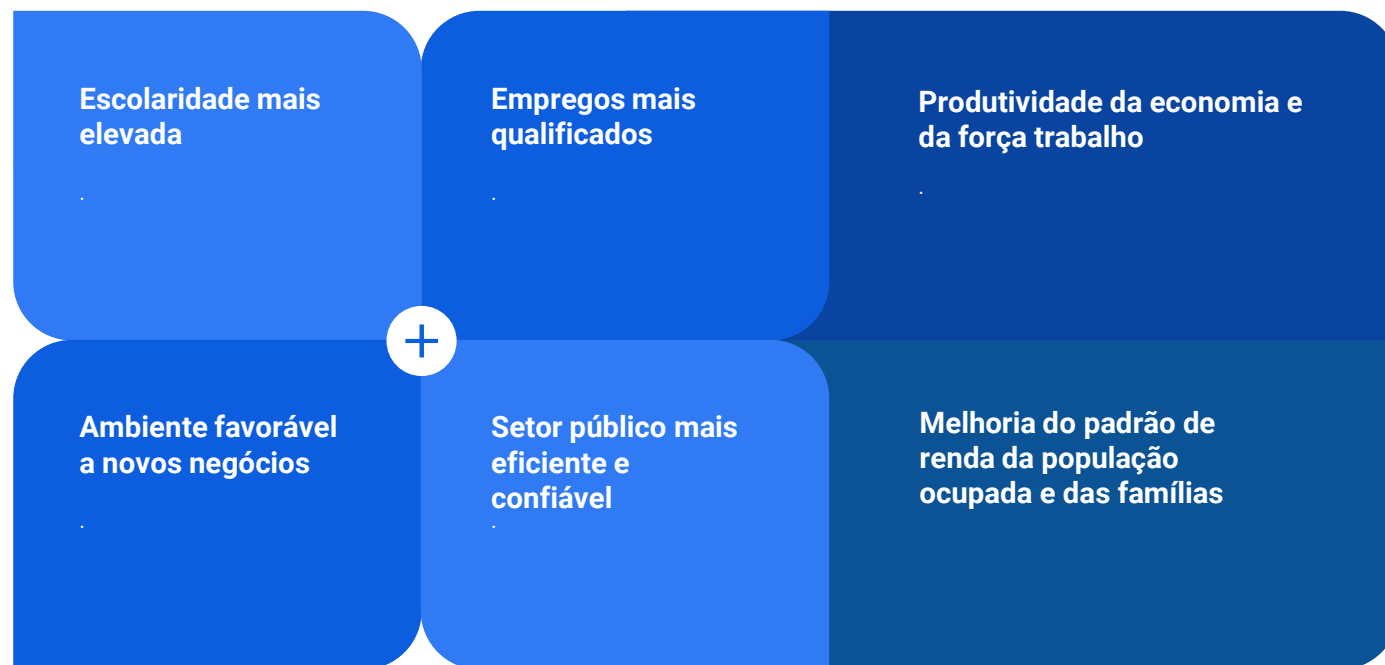 Escolaridade mais
elevada
.
Empregos mais
qualificados
.
Produtividade da economia e
da força trabalho
.
+
Ambiente favorável
a novos negócios
.
Setor público mais
eficiente e
confiável
.
Melhoria do padrão de
renda da população
ocupada e das famílias